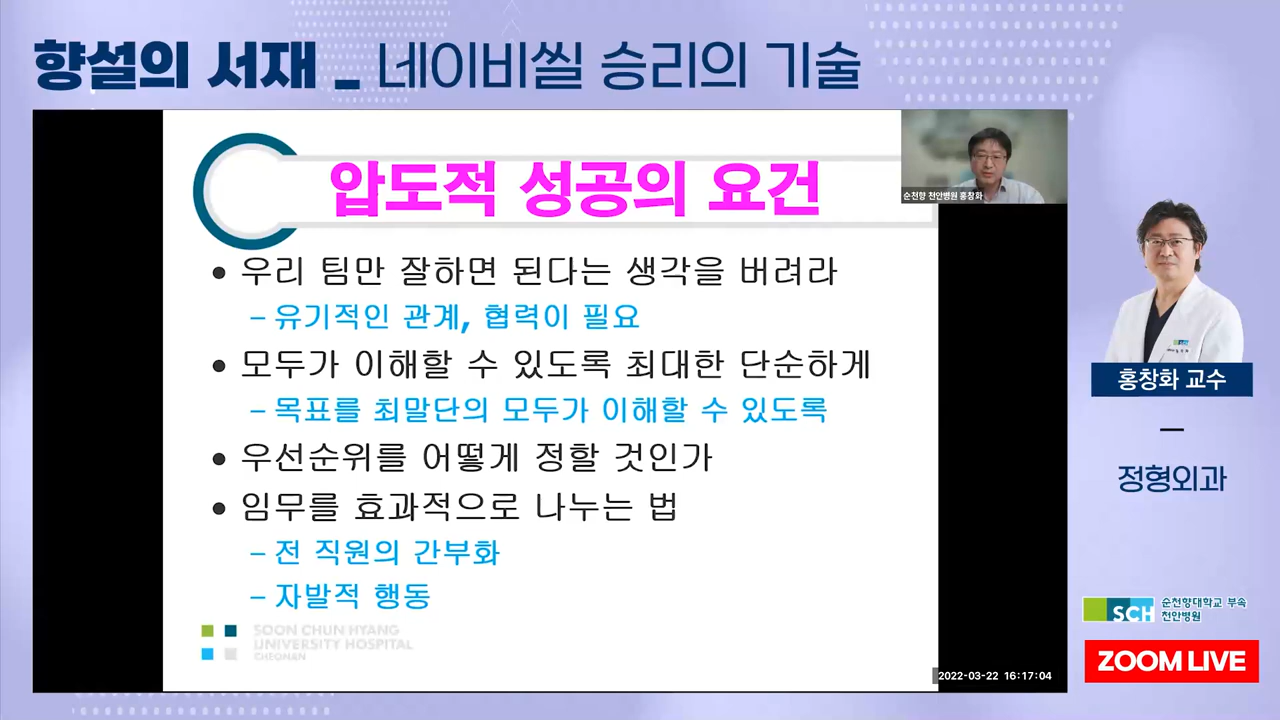 향설의 서재 _ 네이비씰 승리의 기술
압도적 성공의 요건
순천향 천안병원 홍창화
• 우리 팀만 잘하면 된다는 생각을 버려라
– 유기적인 관계, 협력이 필요
• 모두가 이해할 수 있도록 최대한 단순하게
– 목표를 최말단의 모두가 이해할 수 있도록
• 우선순위를 어떻게 정할 것인가
• 임무를 효과적으로 나누는 법
– 전 직원의 간부화
– 자발적 행동
SOON CHUN HYANG
UNIVERSITY HOSPITAL
CHEONAN
2022-03-22 16:17:04
홍창화 교수
정형외과
SCH 순천향대학교 부속
천안병원
ZOOM LIVE